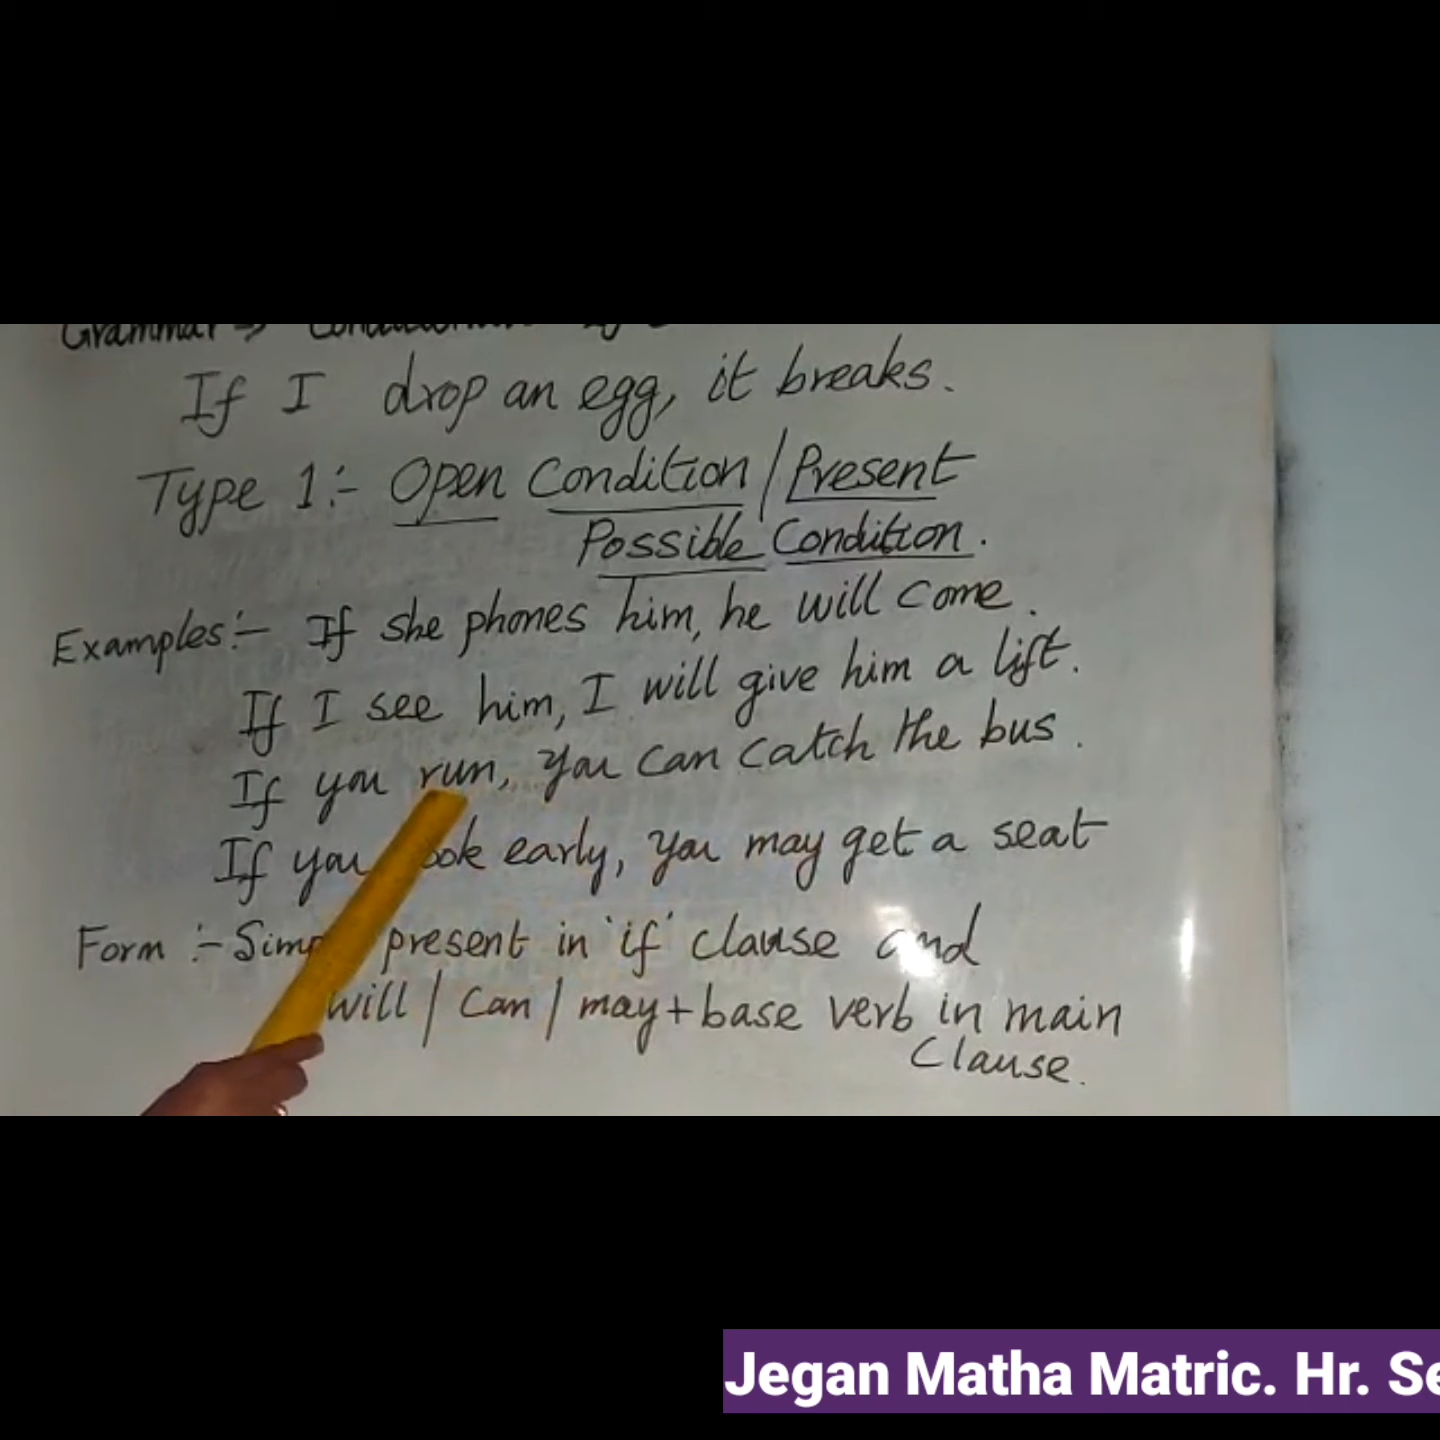 Grammar →
If I drop an egg, it breaks.
Type 1:- Open Condition / Present
Possible Condition.
Examples:- If she phones him, he will come.
If I see him, I will give him a lift.
If you run, you can catch the bus.
If you early, you may get a seat
Form :- present in 'if' clause and
will / can / may + base verb in main
clause.
Jegan Matha Matric. Hr.